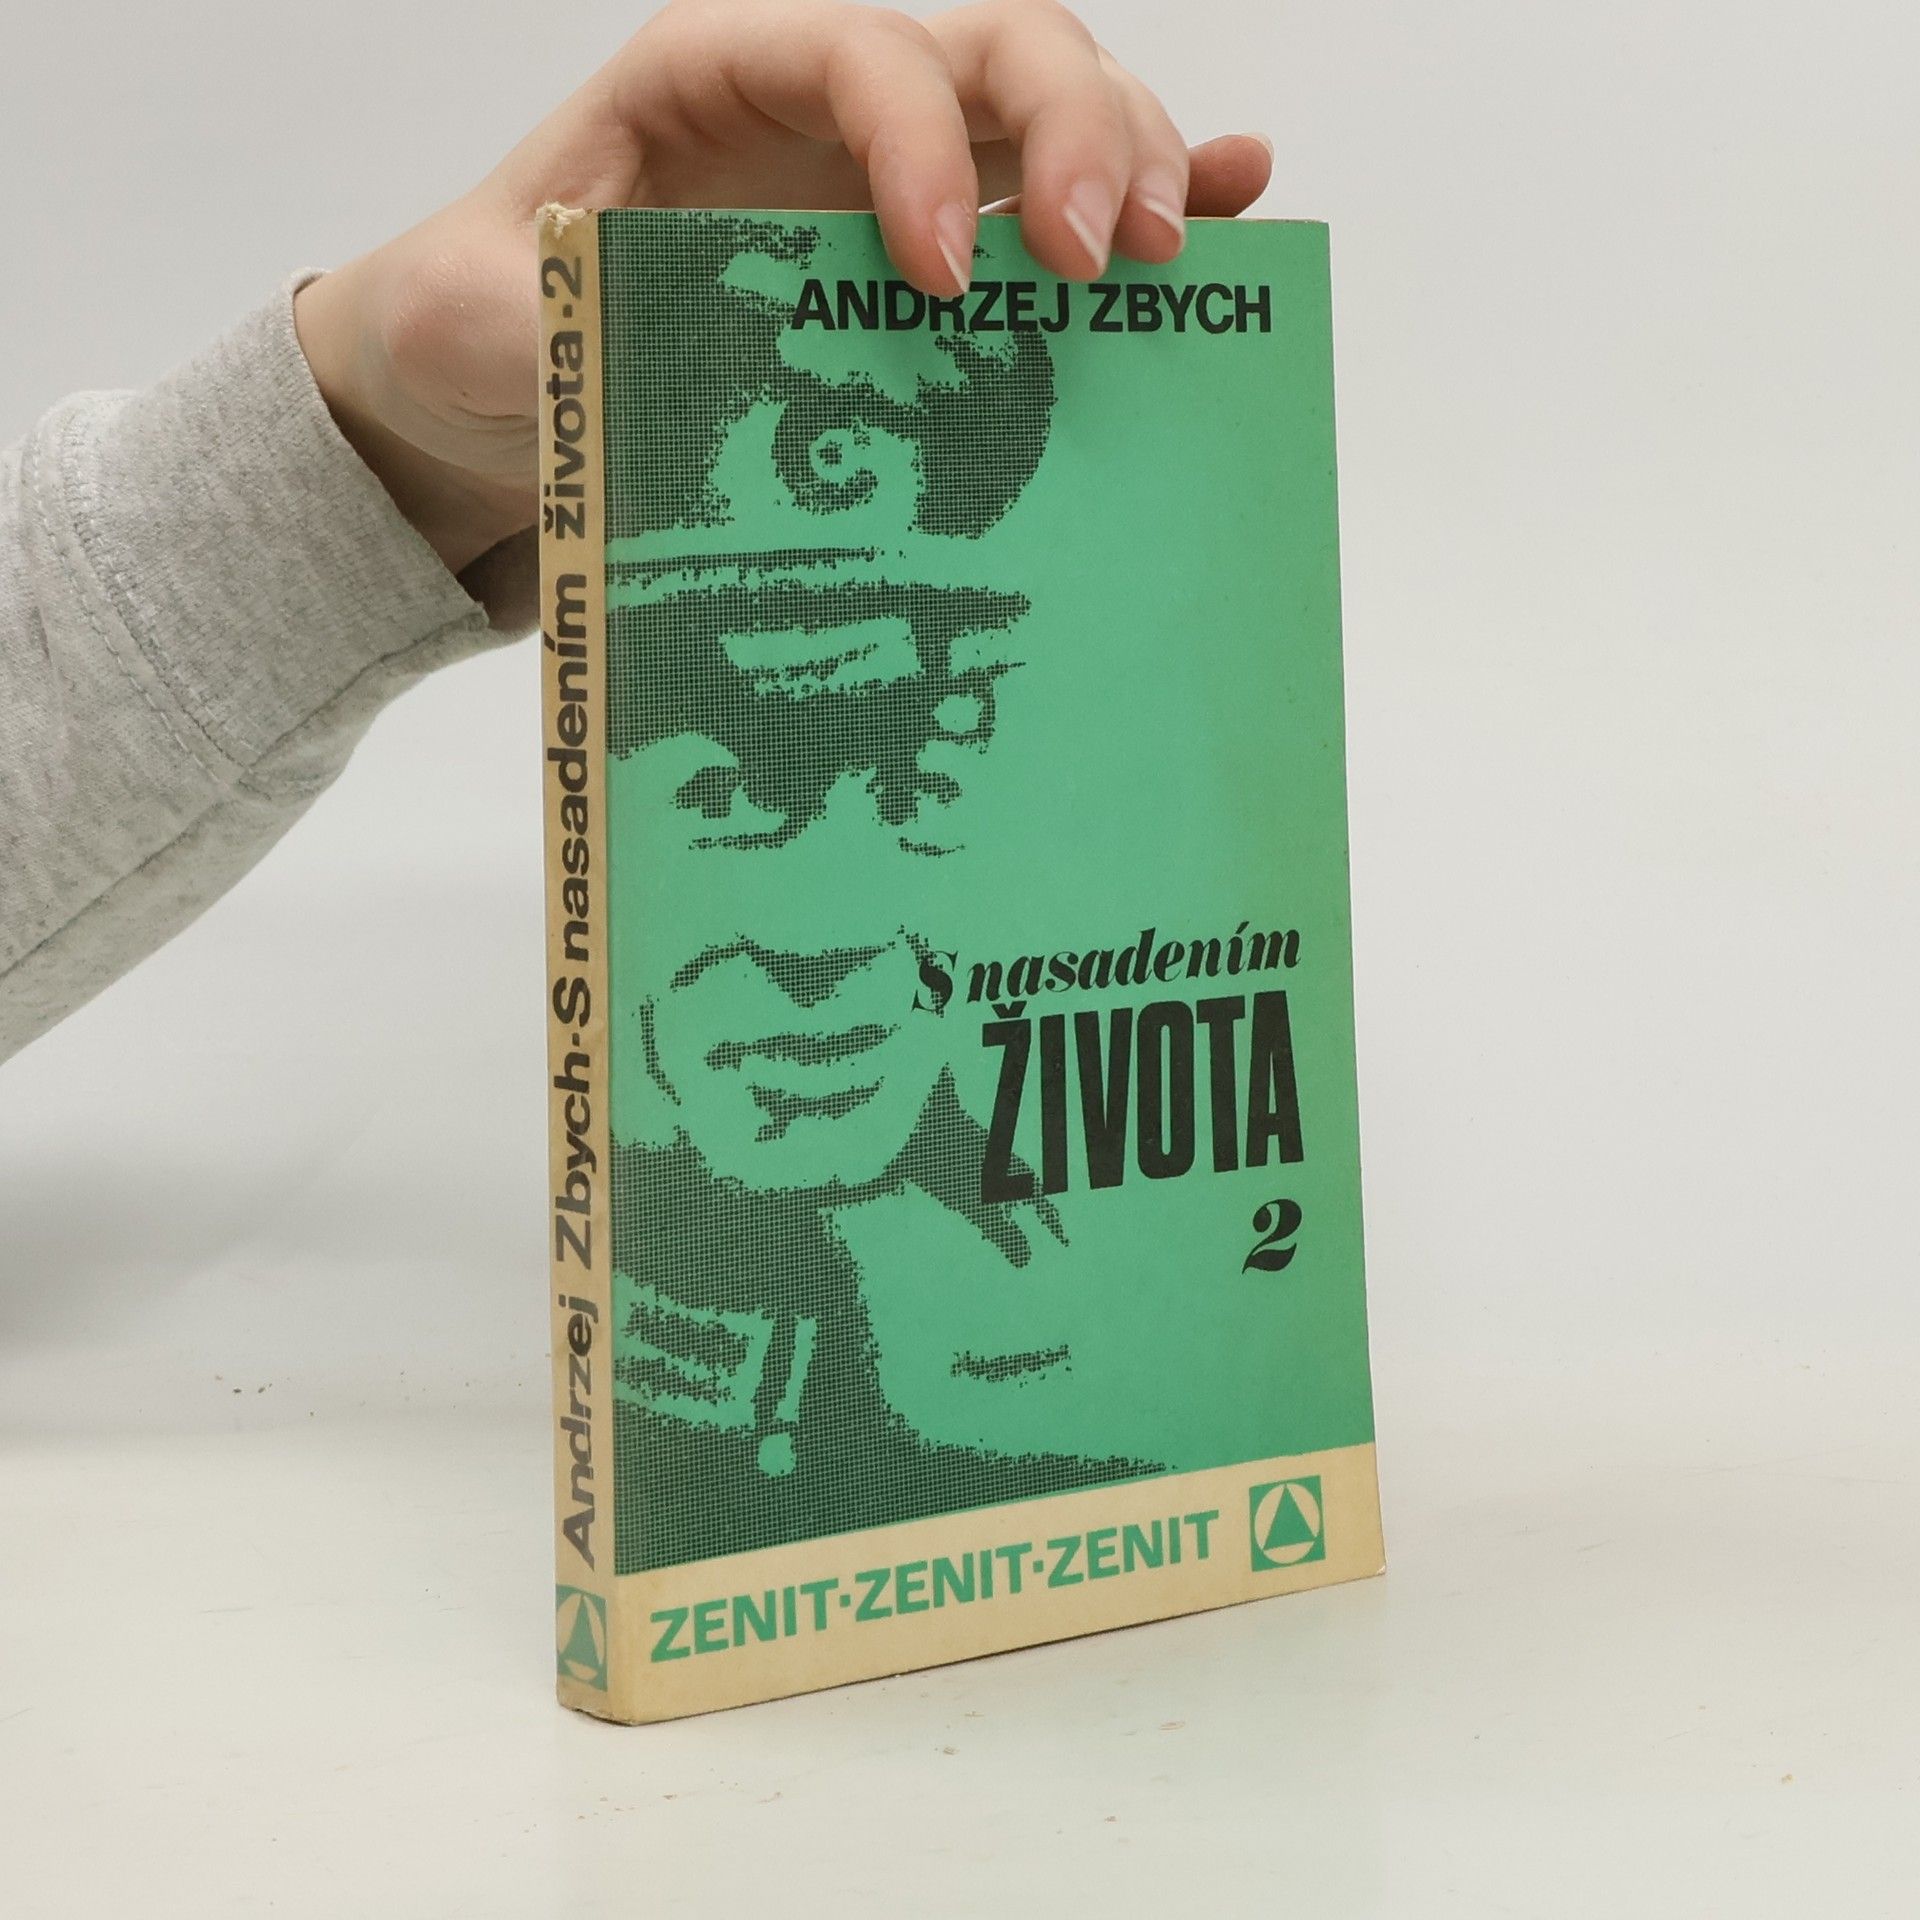 Andrzej Zbych·S nasadením života·2
ANDRZEJ ZBYCH
S nasadením
ŽIVOTA
2
ZENIT·ZENIT·ZENIT